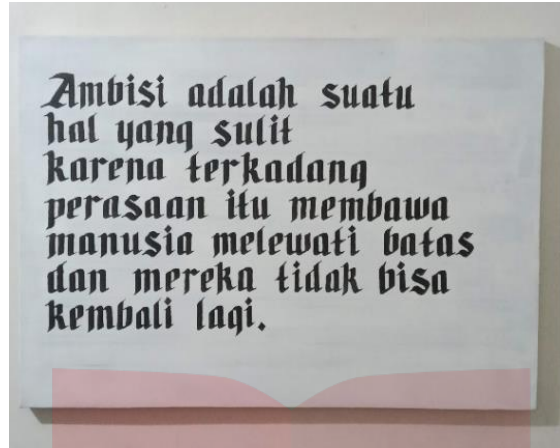 Ambisi adalah suatu
hal yang sulit
karena terkadang
perasaan itu membawa
manusia melewati batas
dan mereka tidak bisa
kembali lagi.